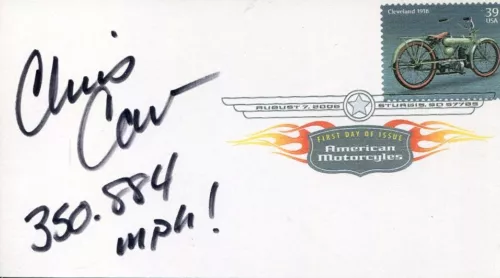 Chris
Carr
350.884
mph!
Cleveland 1918
39
USA
AUGUST 7, 2006 STURGIS, SD 57785
FIRST DAY OF ISSUE
American
Motorcyles